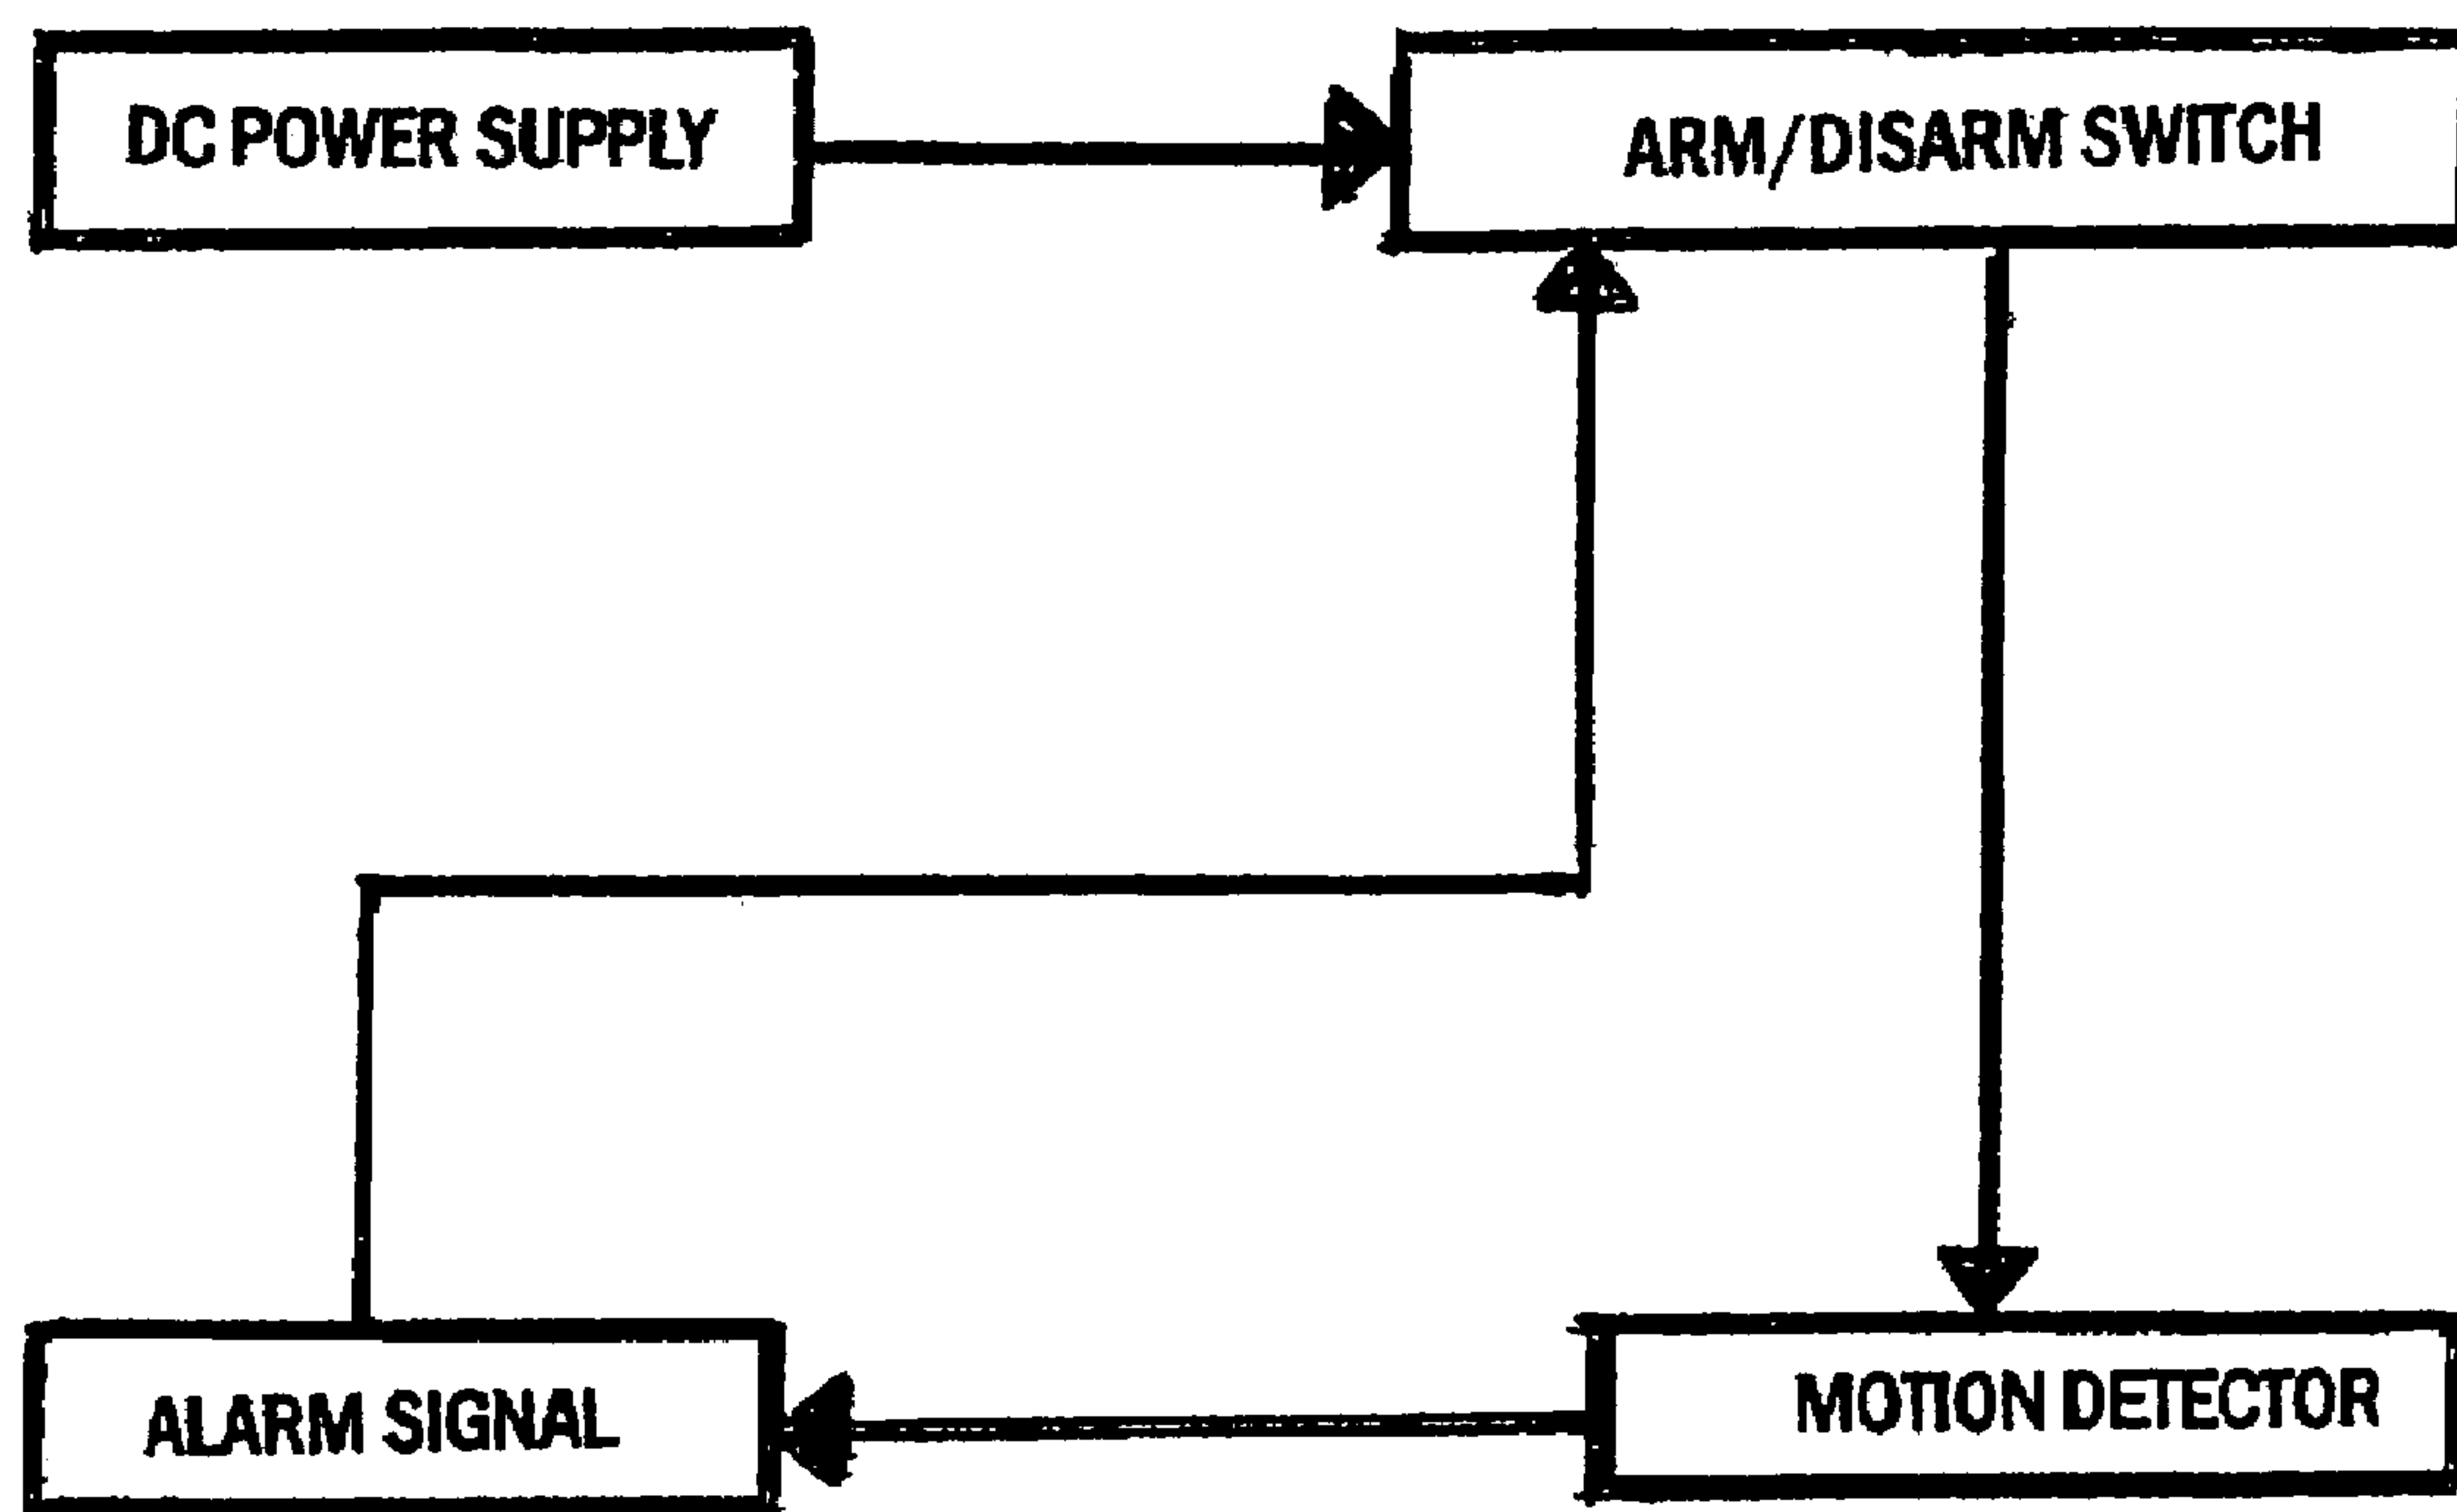 DC POWER SUPPLY
ARM/DISARM SWITCH
ALARM SIGNAL
MOTION DETECTOR